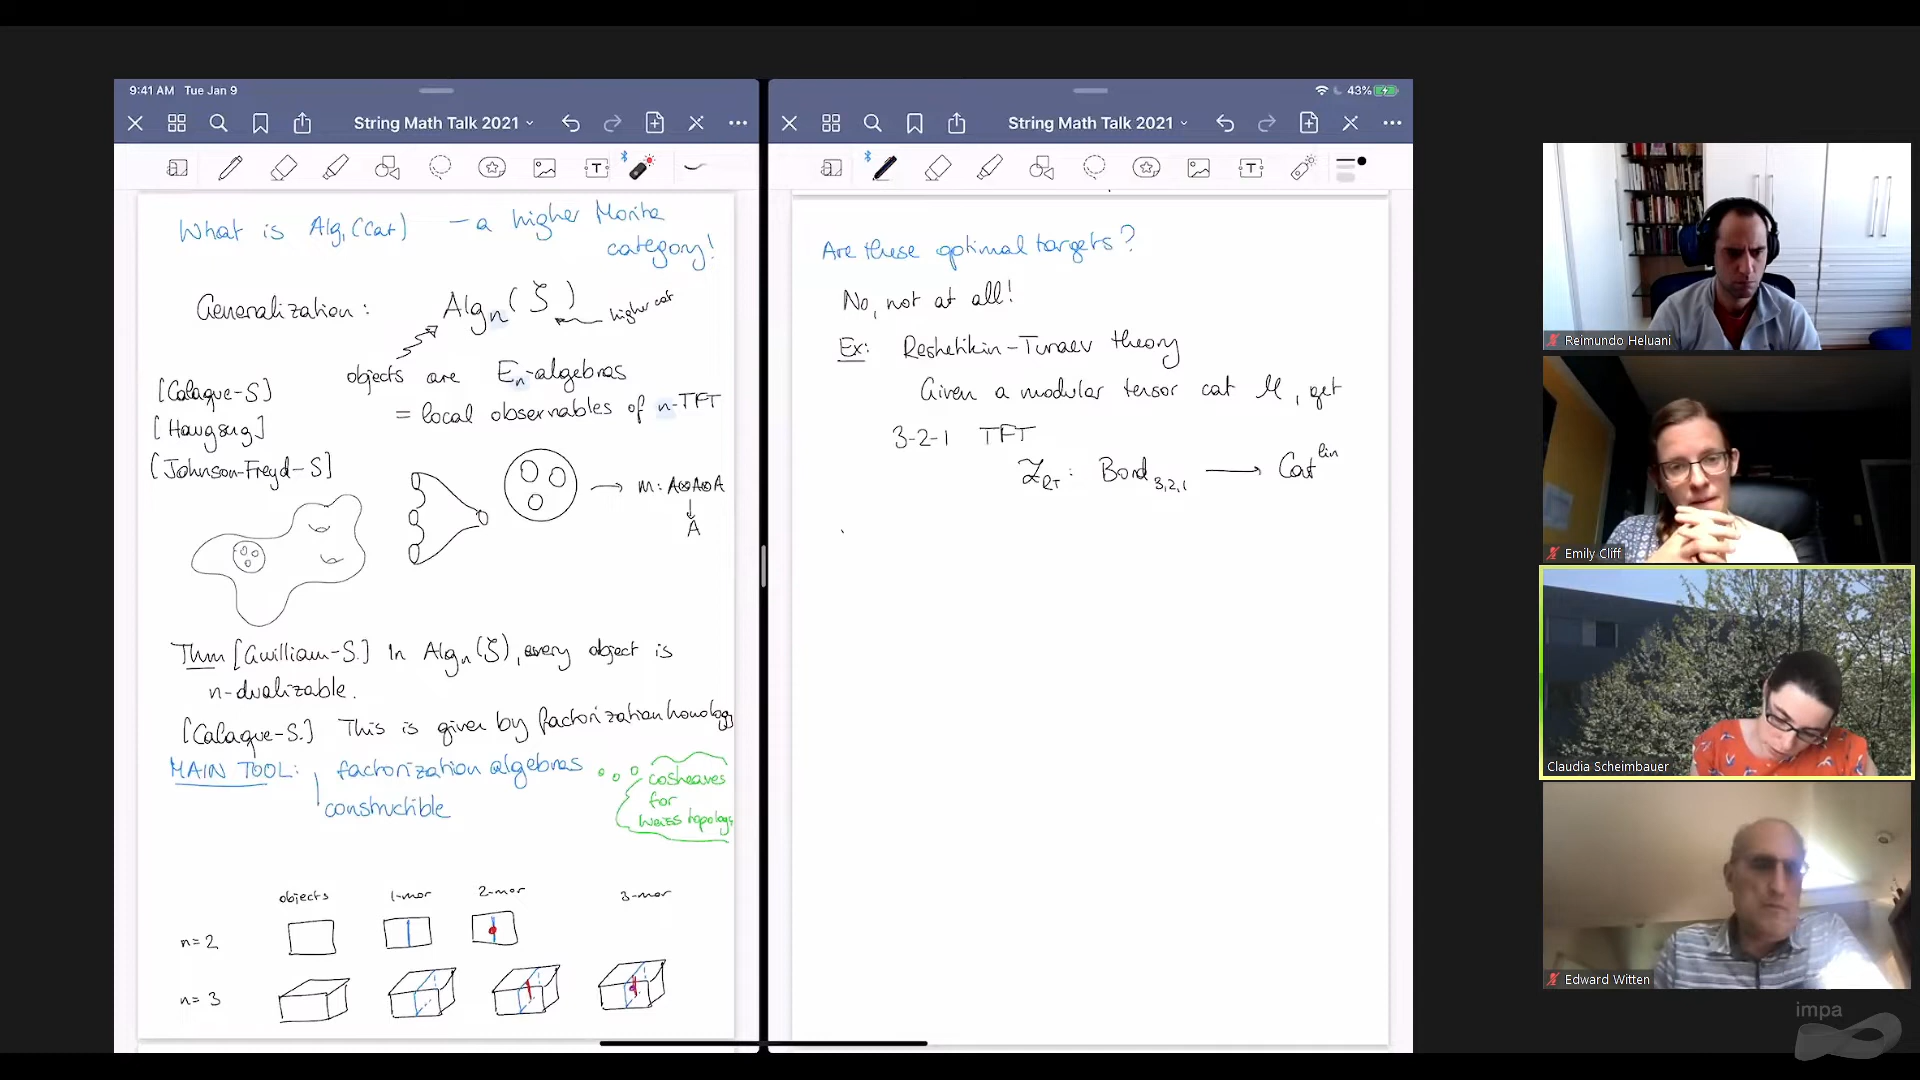 9:41 AM Tue Jan 9
String Math Talk 2021
What is Alg₁(Cat) – a higher Morita
category!
Generalization: Algₙ(ζ) higher cat
objects are Eₙ-algebras
= local observables of n-TFT
[Calaque-S]
[Haugseng]
[Johnson-Freyd-S]
m: A⊗A⊗A
↓
A
Thm [Gwilliam-S.] In Algₙ(ζ), every object is
n-dualizable.
[Calaque-S.] This is given by factorization homology
MAIN TOOL: factorization algebras
constructible
cosheaves
for
Weiss topology
objects 1-mor 2-mor 3-mor
n=2
n=3
43%
String Math Talk 2021
Are these optimal targets?
No, not at all!
Ex: Reshetikin-Turaev theory
Given a modular tensor cat M, get
3-2-1 TFT
Z_RT: Bord₃,₂,₁ → Cat^lin
Reimundo Heluani
Emily Cliff
Claudia Scheimbauer
Edward Witten
impa